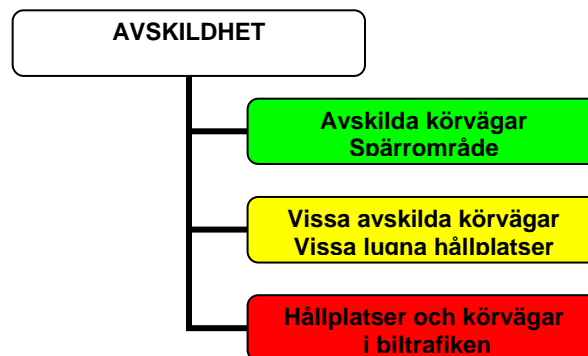 AVSKILDHET
Avskilda körvägar
Spärrområde
Vissa avskilda körvägar
Vissa lugna hållplatser
Hållplatser och körvägar
i biltrafiken